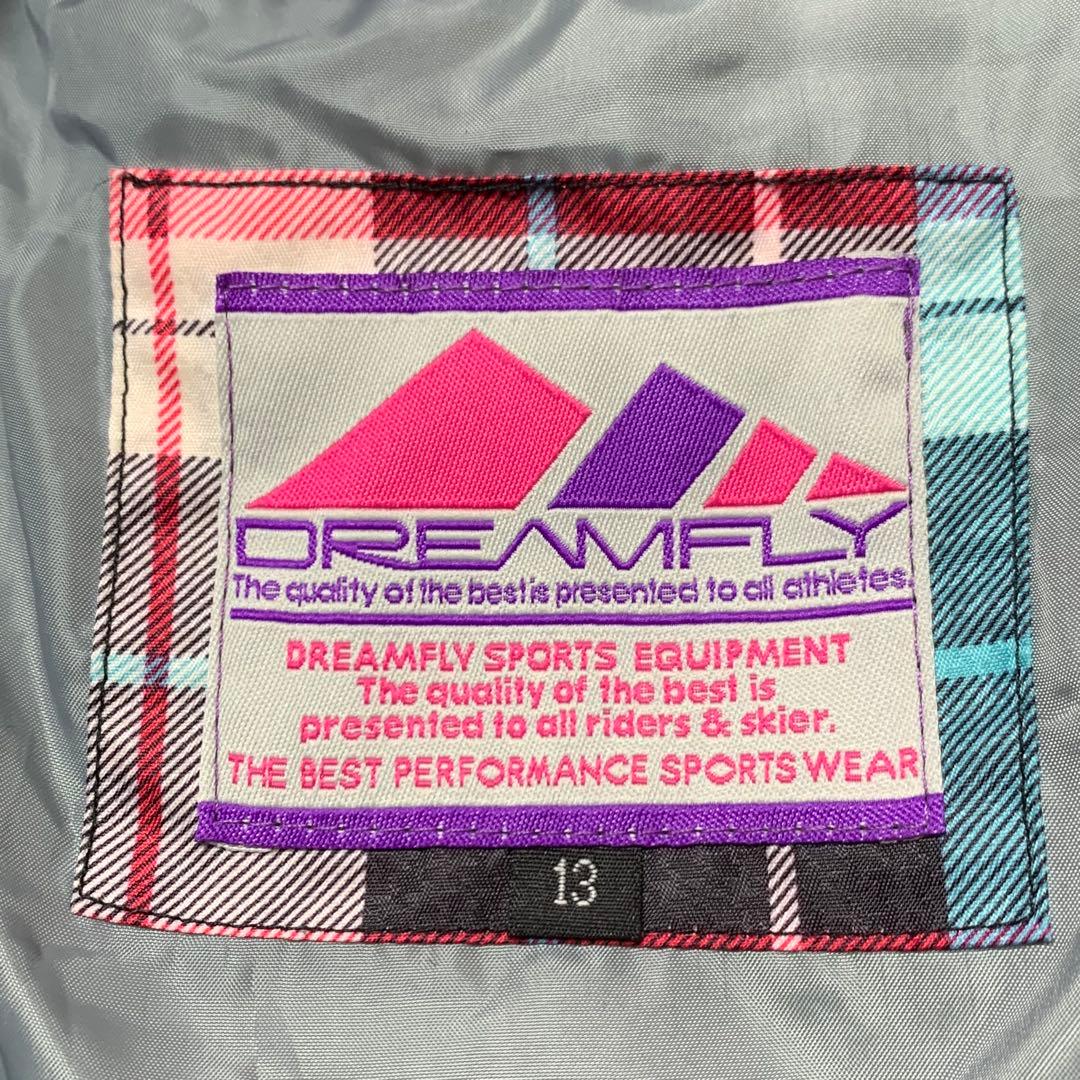 DREAMFLY
The quality of the best is presented to all athletes.
DREAMFLY SPORTS EQUIPMENT
The quality of the best is
presented to all riders & skier.
THE BEST PERFORMANCE SPORTS WEAR
13